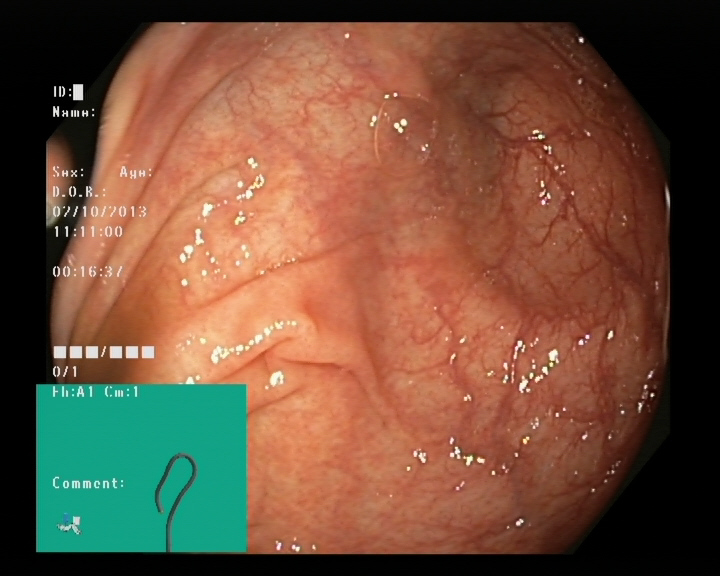 ID:
Name:
Sex: Age:
D.O.B.:
02/10/2013
11:11:00
00:16:37
/
0/1
Eh:A1 Cm:1
Comment: